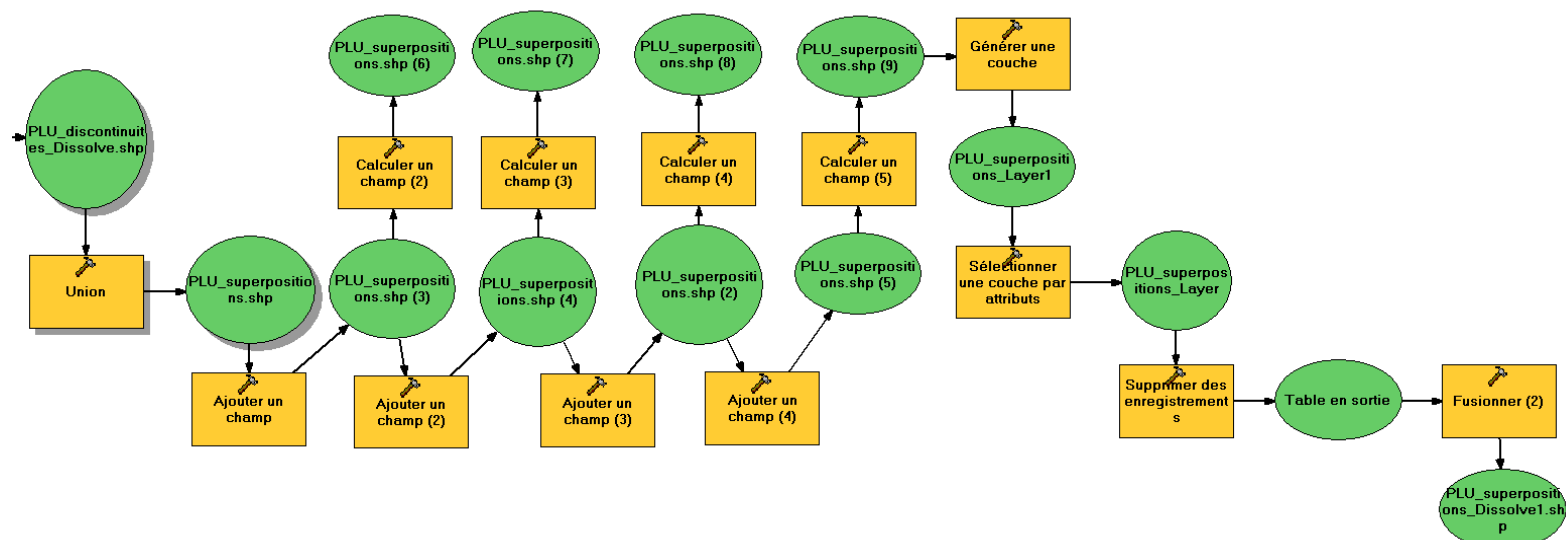 PLU_superpositi
ons.shp (6)
PLU_superpositi
ons.shp (7)
PLU_superpositi
ons.shp (8)
PLU_superpositi
ons.shp (9)
Générer une
couche
PLU_discontinuit
es_Dissolve.shp
Calculer un
champ (2)
Calculer un
champ (3)
Calculer un
champ (4)
Calculer un
champ (5)
PLU_superpositi
ons_Layer1
Union
PLU_superpositio
ns.shp
PLU_superpositi
ons.shp (3)
PLU_superposit
ions.shp (4)
PLU_superpositi
ons.shp (2)
PLU_superpositi
ons.shp (5)
Sélectionner
une couche par
attributs
PLU_superpos
itions_Layer
Ajouter un
champ
Ajouter un
champ (2)
Ajouter un
champ (3)
Ajouter un
champ (4)
Supprimer des
enregistrement
s
Table en sortie
Fusionner (2)
PLU_superpositi
ons_Dissolve1.sh
p